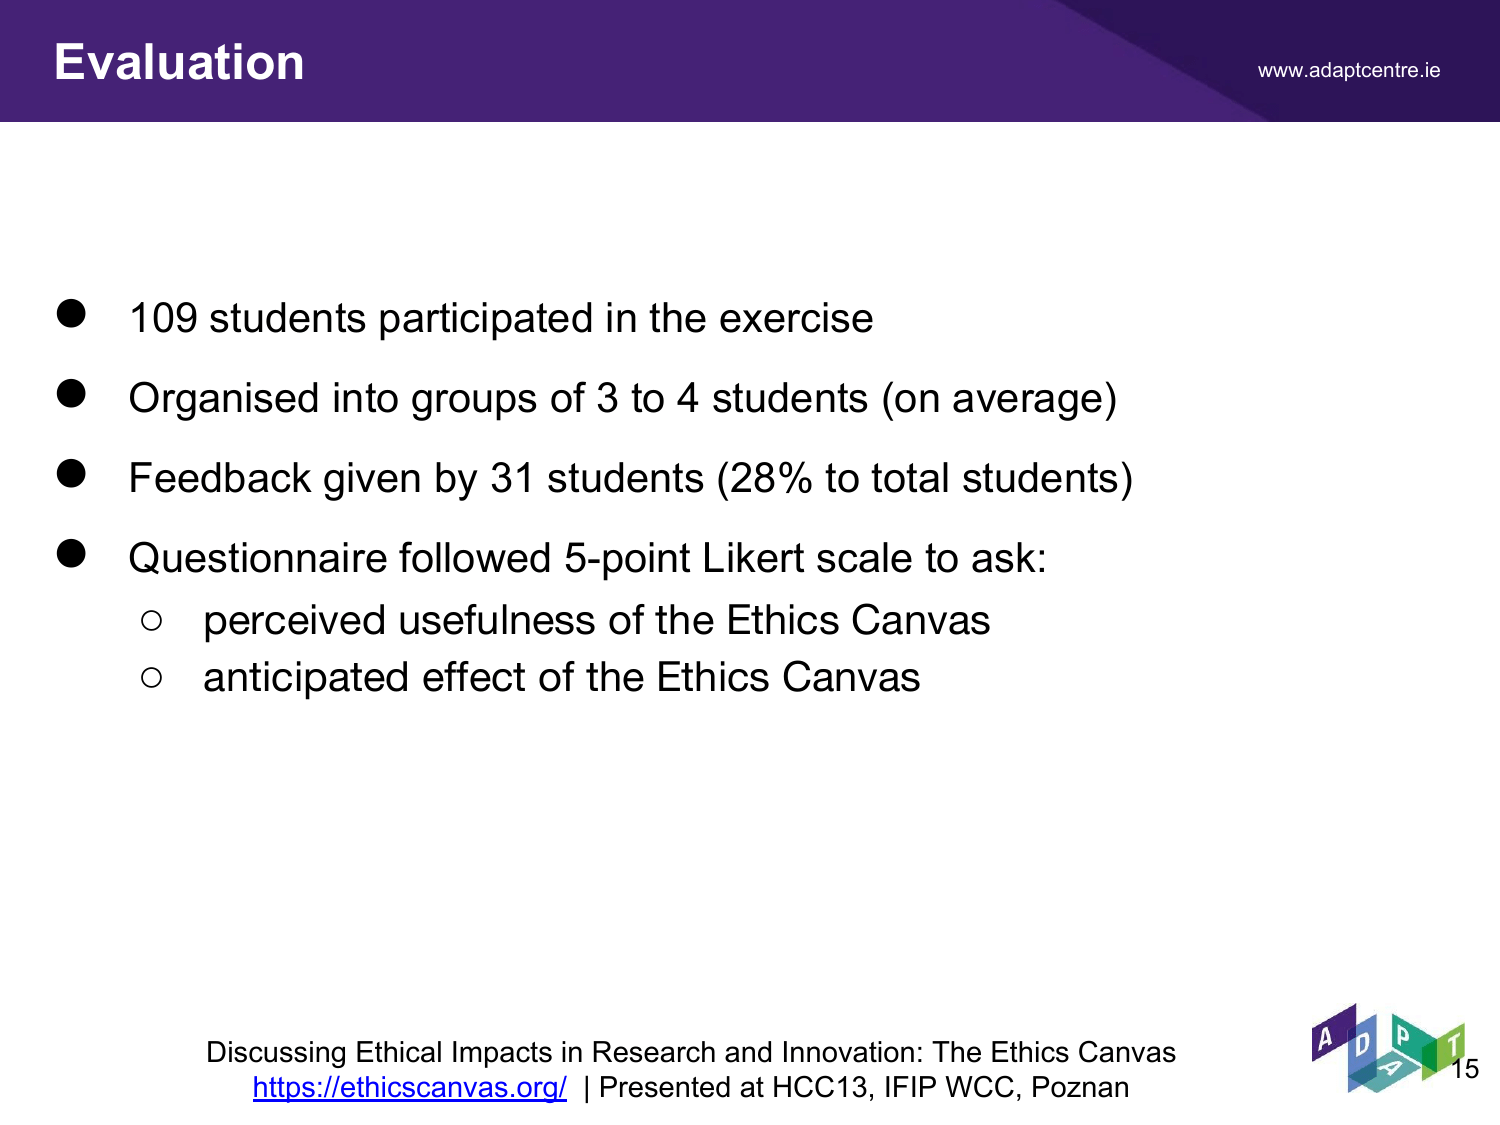 Evaluation
www.adaptcentre.ie
● 109 students participated in the exercise
● Organised into groups of 3 to 4 students (on average)
● Feedback given by 31 students (28% to total students)
● Questionnaire followed 5-point Likert scale to ask:
○ perceived usefulness of the Ethics Canvas
○ anticipated effect of the Ethics Canvas
Discussing Ethical Impacts in Research and Innovation: The Ethics Canvas
https://ethicscanvas.org/ | Presented at HCC13, IFIP WCC, Poznan
ADAPT
15